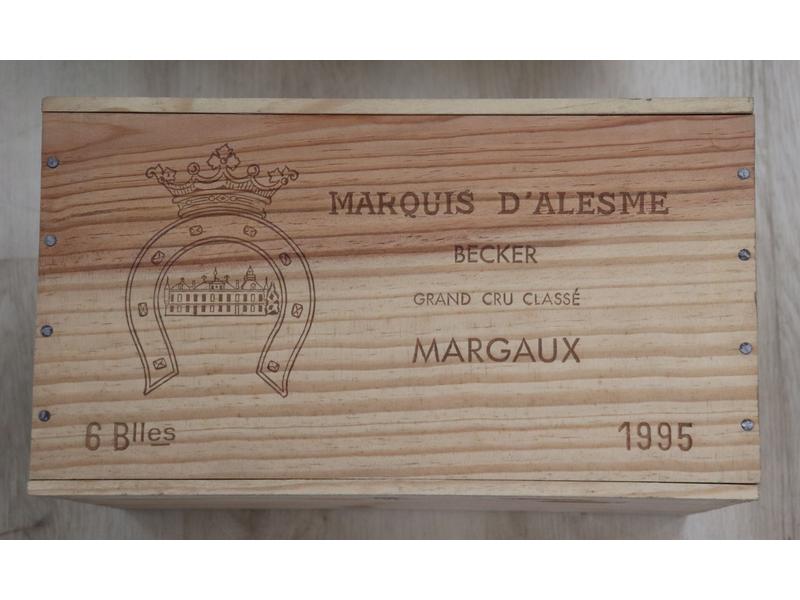 MARQUIS D'ALESME
BECKER
GRAND CRU CLASSÉ
MARGAUX
6 Blles
1995